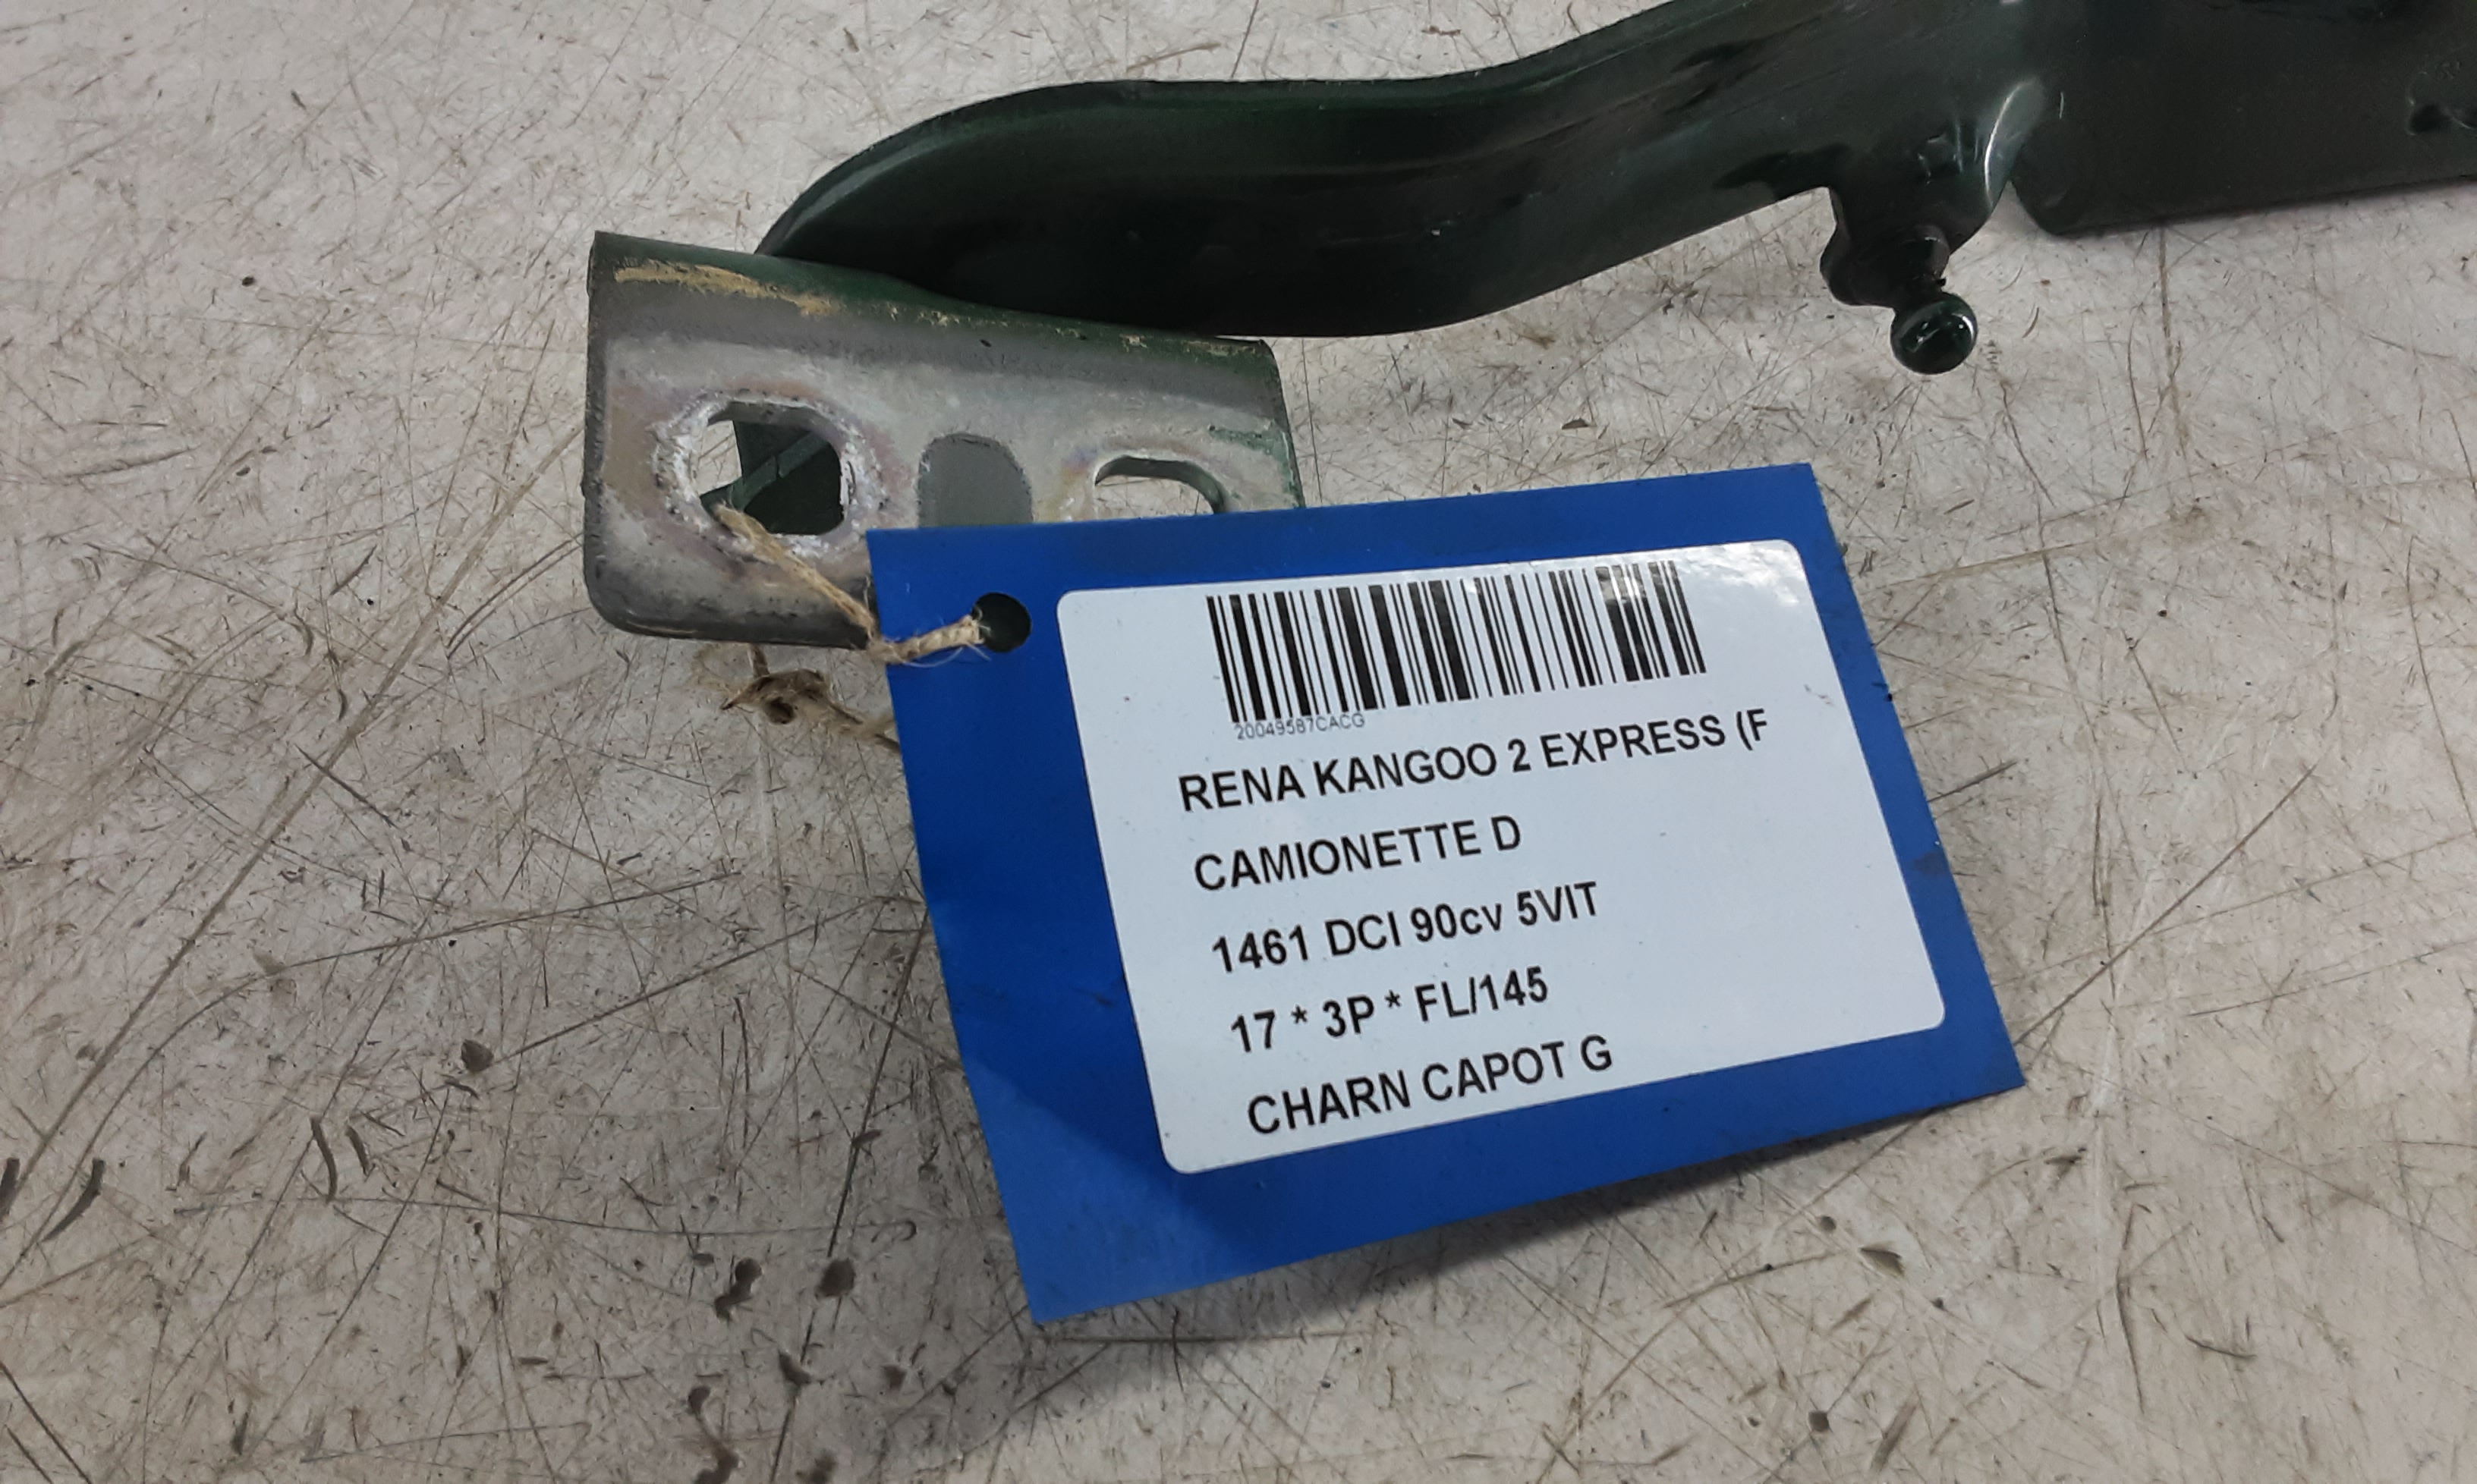 20049587CACG
RENA KANGOO 2 EXPRESS (F
CAMIONETTE D
1461 DCI 90cv 5VIT
17 * 3P * FL/145
CHARN CAPOT G